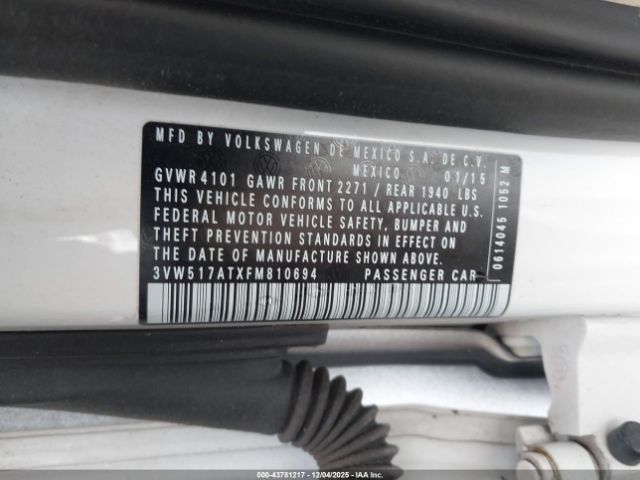 MFD BY VOLKSWAGEN DE MEXICO S.A. DE C.V.
MEXICO 01/15
GVWR 4101 GAWR FRONT 2271 / REAR 1940 LBS
THIS VEHICLE CONFORMS TO ALL APPLICABLE U.S.
FEDERAL MOTOR VEHICLE SAFETY, BUMPER AND
THEFT PREVENTION STANDARDS IN EFFECT ON
THE DATE OF MANUFACTURE SHOWN ABOVE.
3VW517ATXFM810694 PASSENGER CAR
0614045 1052 M
000-43781217 - 12/04/2025 - IAAI.COM